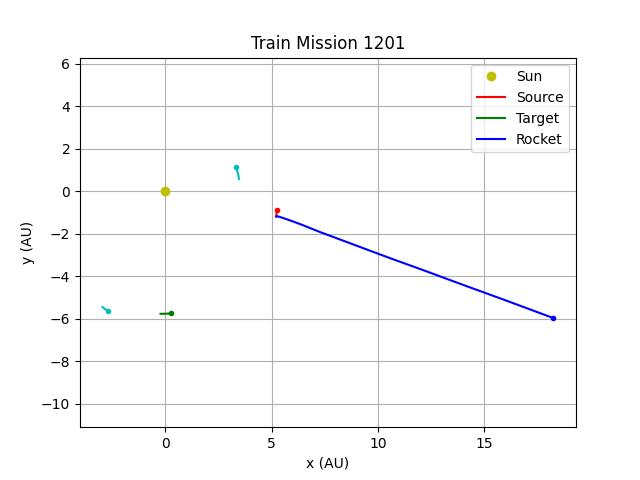 Train Mission 1201
Sun
Source
Target
Rocket
6
4
2
0
−2
−4
−6
−8
−10
y (AU)
0 5 10 15
x (AU)